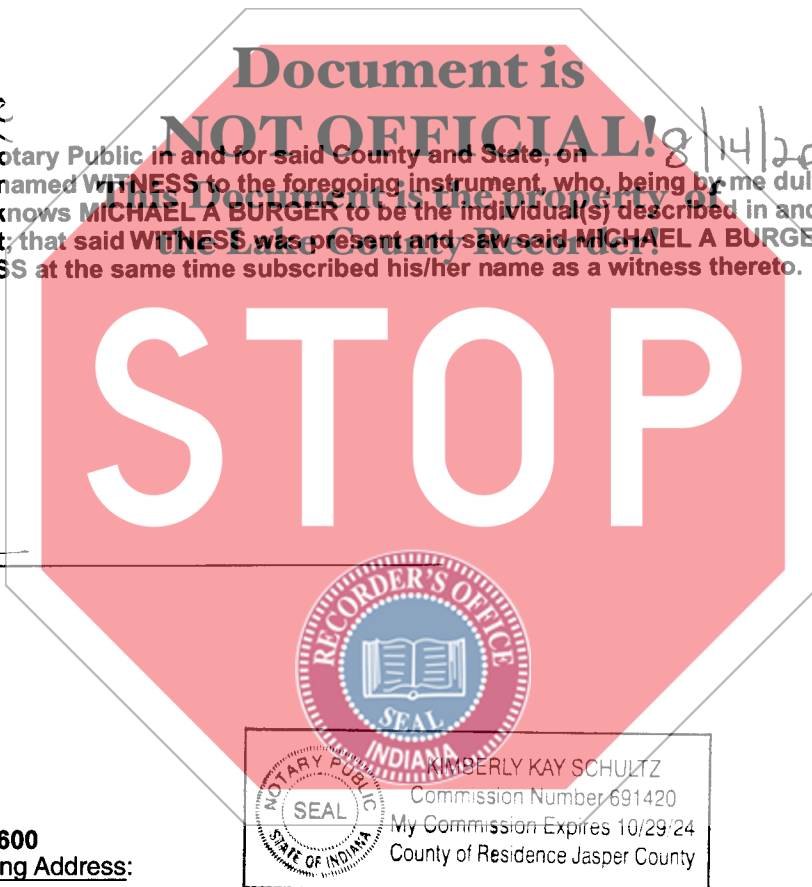 Document is
NOT OFFICIAL!
This Document is the property of
the Lake County Recorder!
otary Public in and for said County and State, on 8/14/20
named WITNESS to the foregoing instrument, who, being by me dul
knows MICHAEL A BURGER to be the individual(s) described in and
t; that said WITNESS was present and saw said MICHAEL A BURGE
SS at the same time subscribed his/her name as a witness thereto.
STOP
RECORDER'S OFFICE
SEAL
INDIANA
NOTARY PUBLIC
SEAL
STATE OF INDIANA
KIMBERLY KAY SCHULTZ
Commission Number 691420
My Commission Expires 10/29/24
County of Residence Jasper County
600
ng Address: